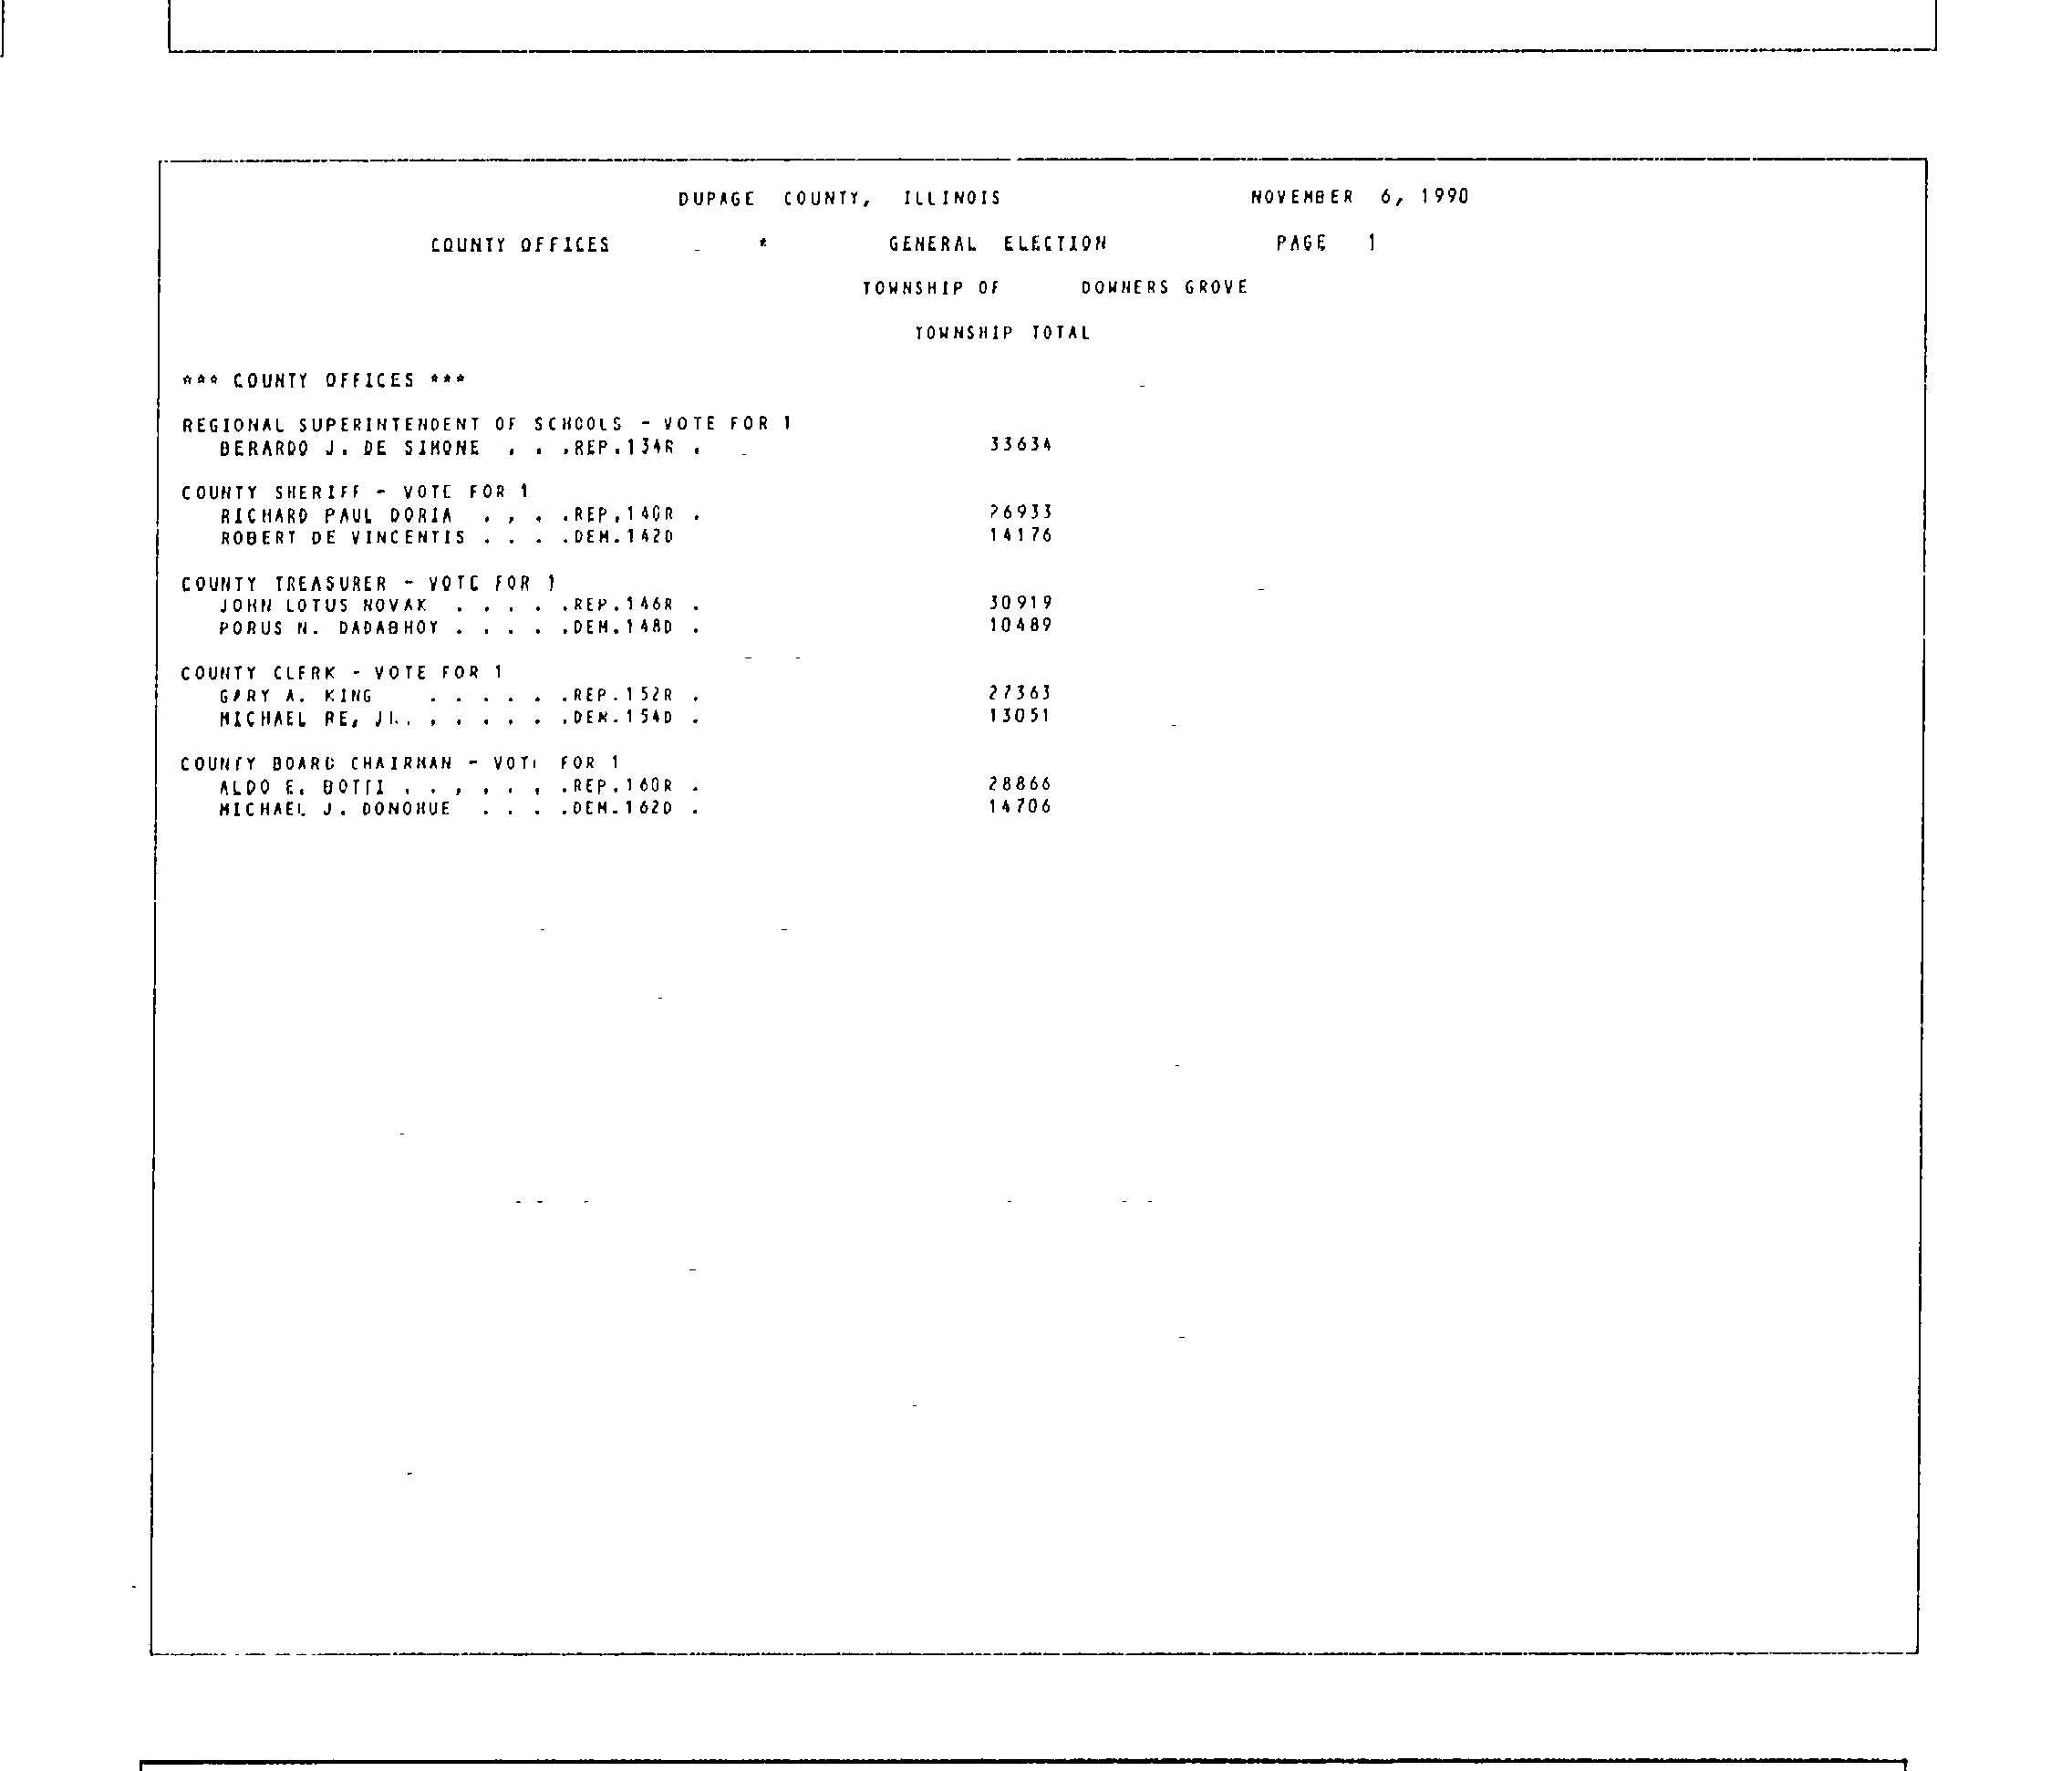 DUPAGE COUNTY, ILLINOIS NOVEMBER 6, 1990
COUNTY OFFICES * GENERAL ELECTION PAGE 1
TOWNSHIP OF DOWNERS GROVE
TOWNSHIP TOTAL
*** COUNTY OFFICES ***
REGIONAL SUPERINTENDENT OF SCHOOLS - VOTE FOR 1
BERARDO J. DE SIMONE . . .REP.134R . 33634
COUNTY SHERIFF - VOTE FOR 1
RICHARD PAUL DORIA . . . .REP.140R . 26933
ROBERT DE VINCENTIS . . . .DEM.142D 14176
COUNTY TREASURER - VOTE FOR 1
JOHN LOTUS NOVAK . . . . .REP.146R . 30919
PORUS N. DADABHOY . . . . .DEM.148D . 10489
COUNTY CLERK - VOTE FOR 1
GARY A. KING . . . . . .REP.152R . 27363
MICHAEL RE, JR. . . . . . .DEM.154D . 13051
COUNTY BOARD CHAIRMAN - VOTE FOR 1
ALDO E. BOTTI . . . . . . .REP.160R . 28866
MICHAEL J. DONOHUE . . . .DEM.162D . 14706